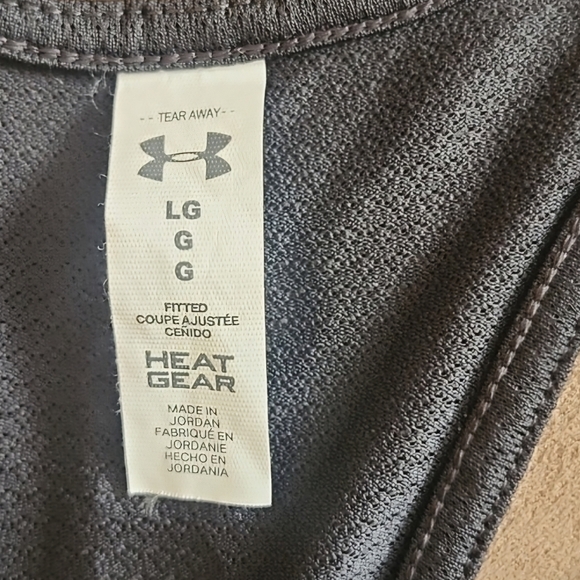 -- TEAR AWAY --
LG
G
G
FITTED
COUPE AJUSTÉE
CEÑIDO
HEAT
GEAR
MADE IN
JORDAN
FABRIQUÉ EN
JORDANIE
HECHO EN
JORDANIA